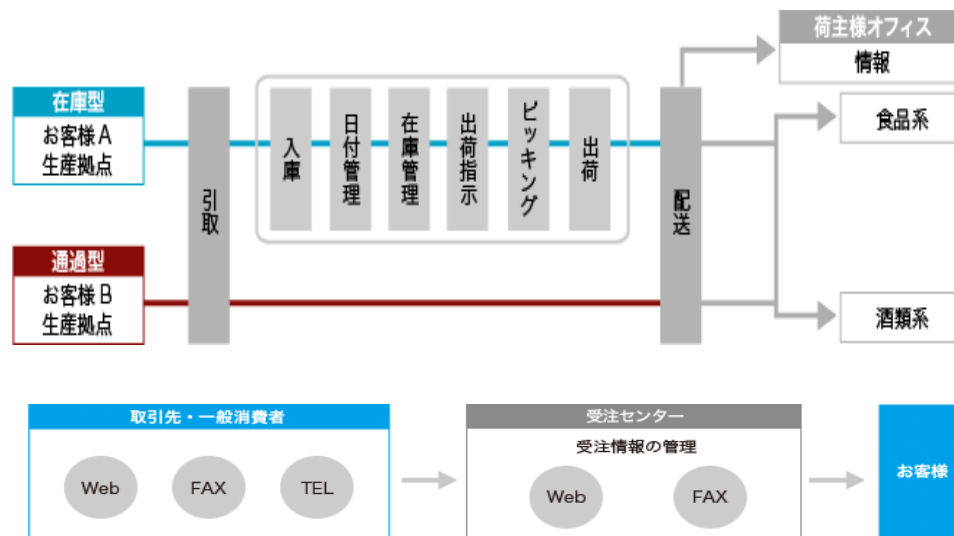 荷主様オフィス
情報
在庫型
お客様A
生産拠点
引取
入庫
日付管理
在庫管理
出荷指示
ピッキング
出荷
配送
食品系
通過型
お客様B
生産拠点
酒類系
取引先・一般消費者
Web
FAX
TEL
受注センター
受注情報の管理
Web
FAX
お客様